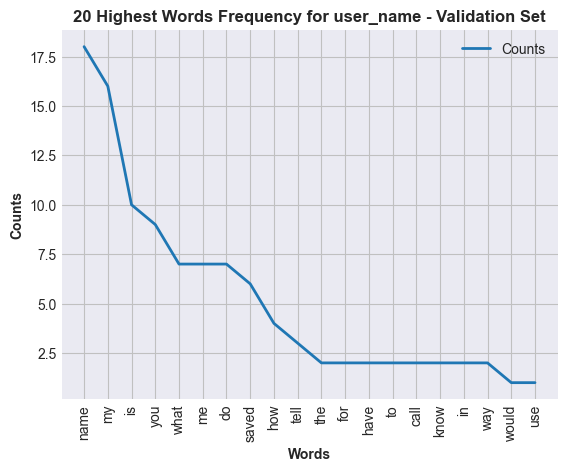 20 Highest Words Frequency for user_name - Validation Set
Counts
17.5
15.0
12.5
10.0
7.5
5.0
2.5
Counts
name
my
is
you
what
me
do
saved
how
tell
the
for
have
to
call
know
in
way
would
use
Words